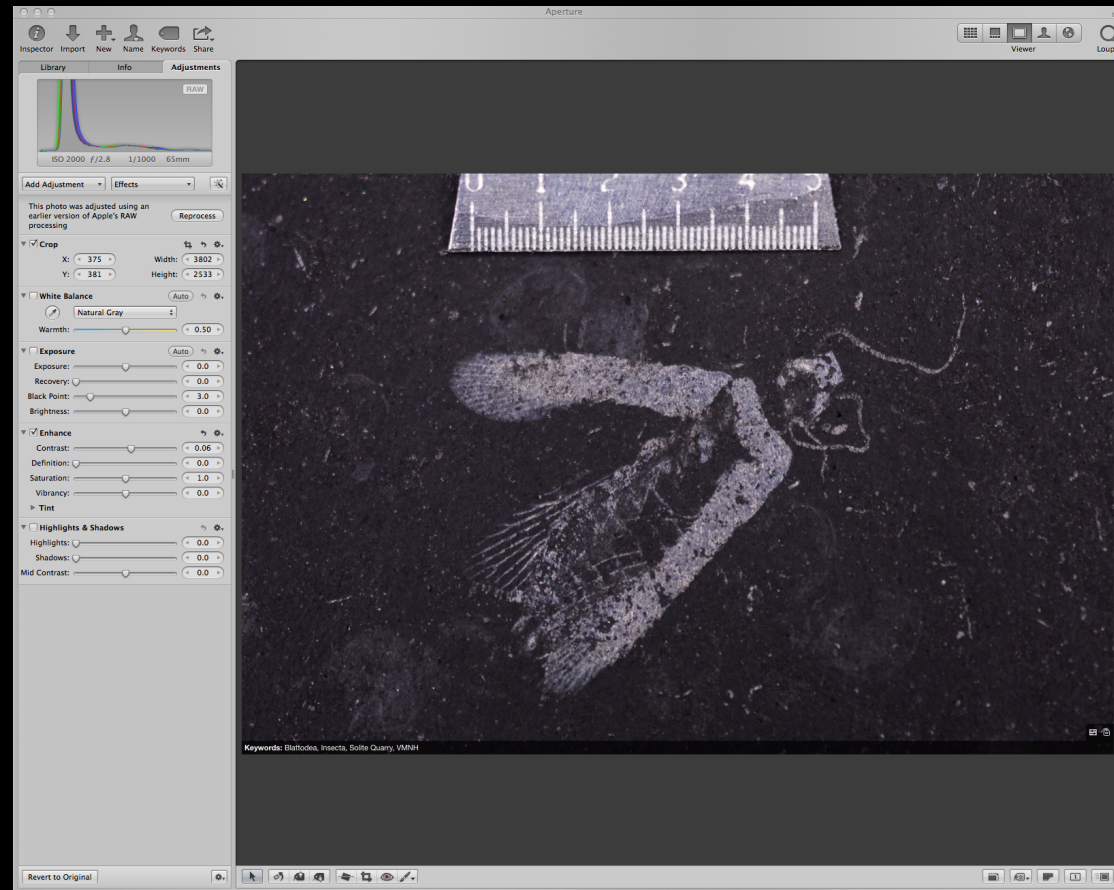 Aperture
Inspector Import New Name Keywords Share
Viewer
Library Info Adjustments
RAW
ISO 2000 ƒ/2.8 1/1000 65mm
Add Adjustment Effects
This photo was adjusted using an
earlier version of Apple's RAW
processing
Reprocess
Crop
X: 375 Width: 3802
Y: 381 Height: 2533
White Balance Auto
Natural Gray
Warmth: 0.50
Exposure Auto
Exposure: 0.0
Recovery: 0.0
Black Point: 3.0
Brightness: 0.0
Enhance
Contrast: 0.06
Definition: 0.0
Saturation: 1.0
Vibrancy: 0.0
Tint
Highlights & Shadows
Highlights: 0.0
Shadows: 0.0
Mid Contrast: 0.0
Revert to Original
0 1 2 3 4 5
Keywords: Blattodea, Insecta, Solite Quarry, VMNH